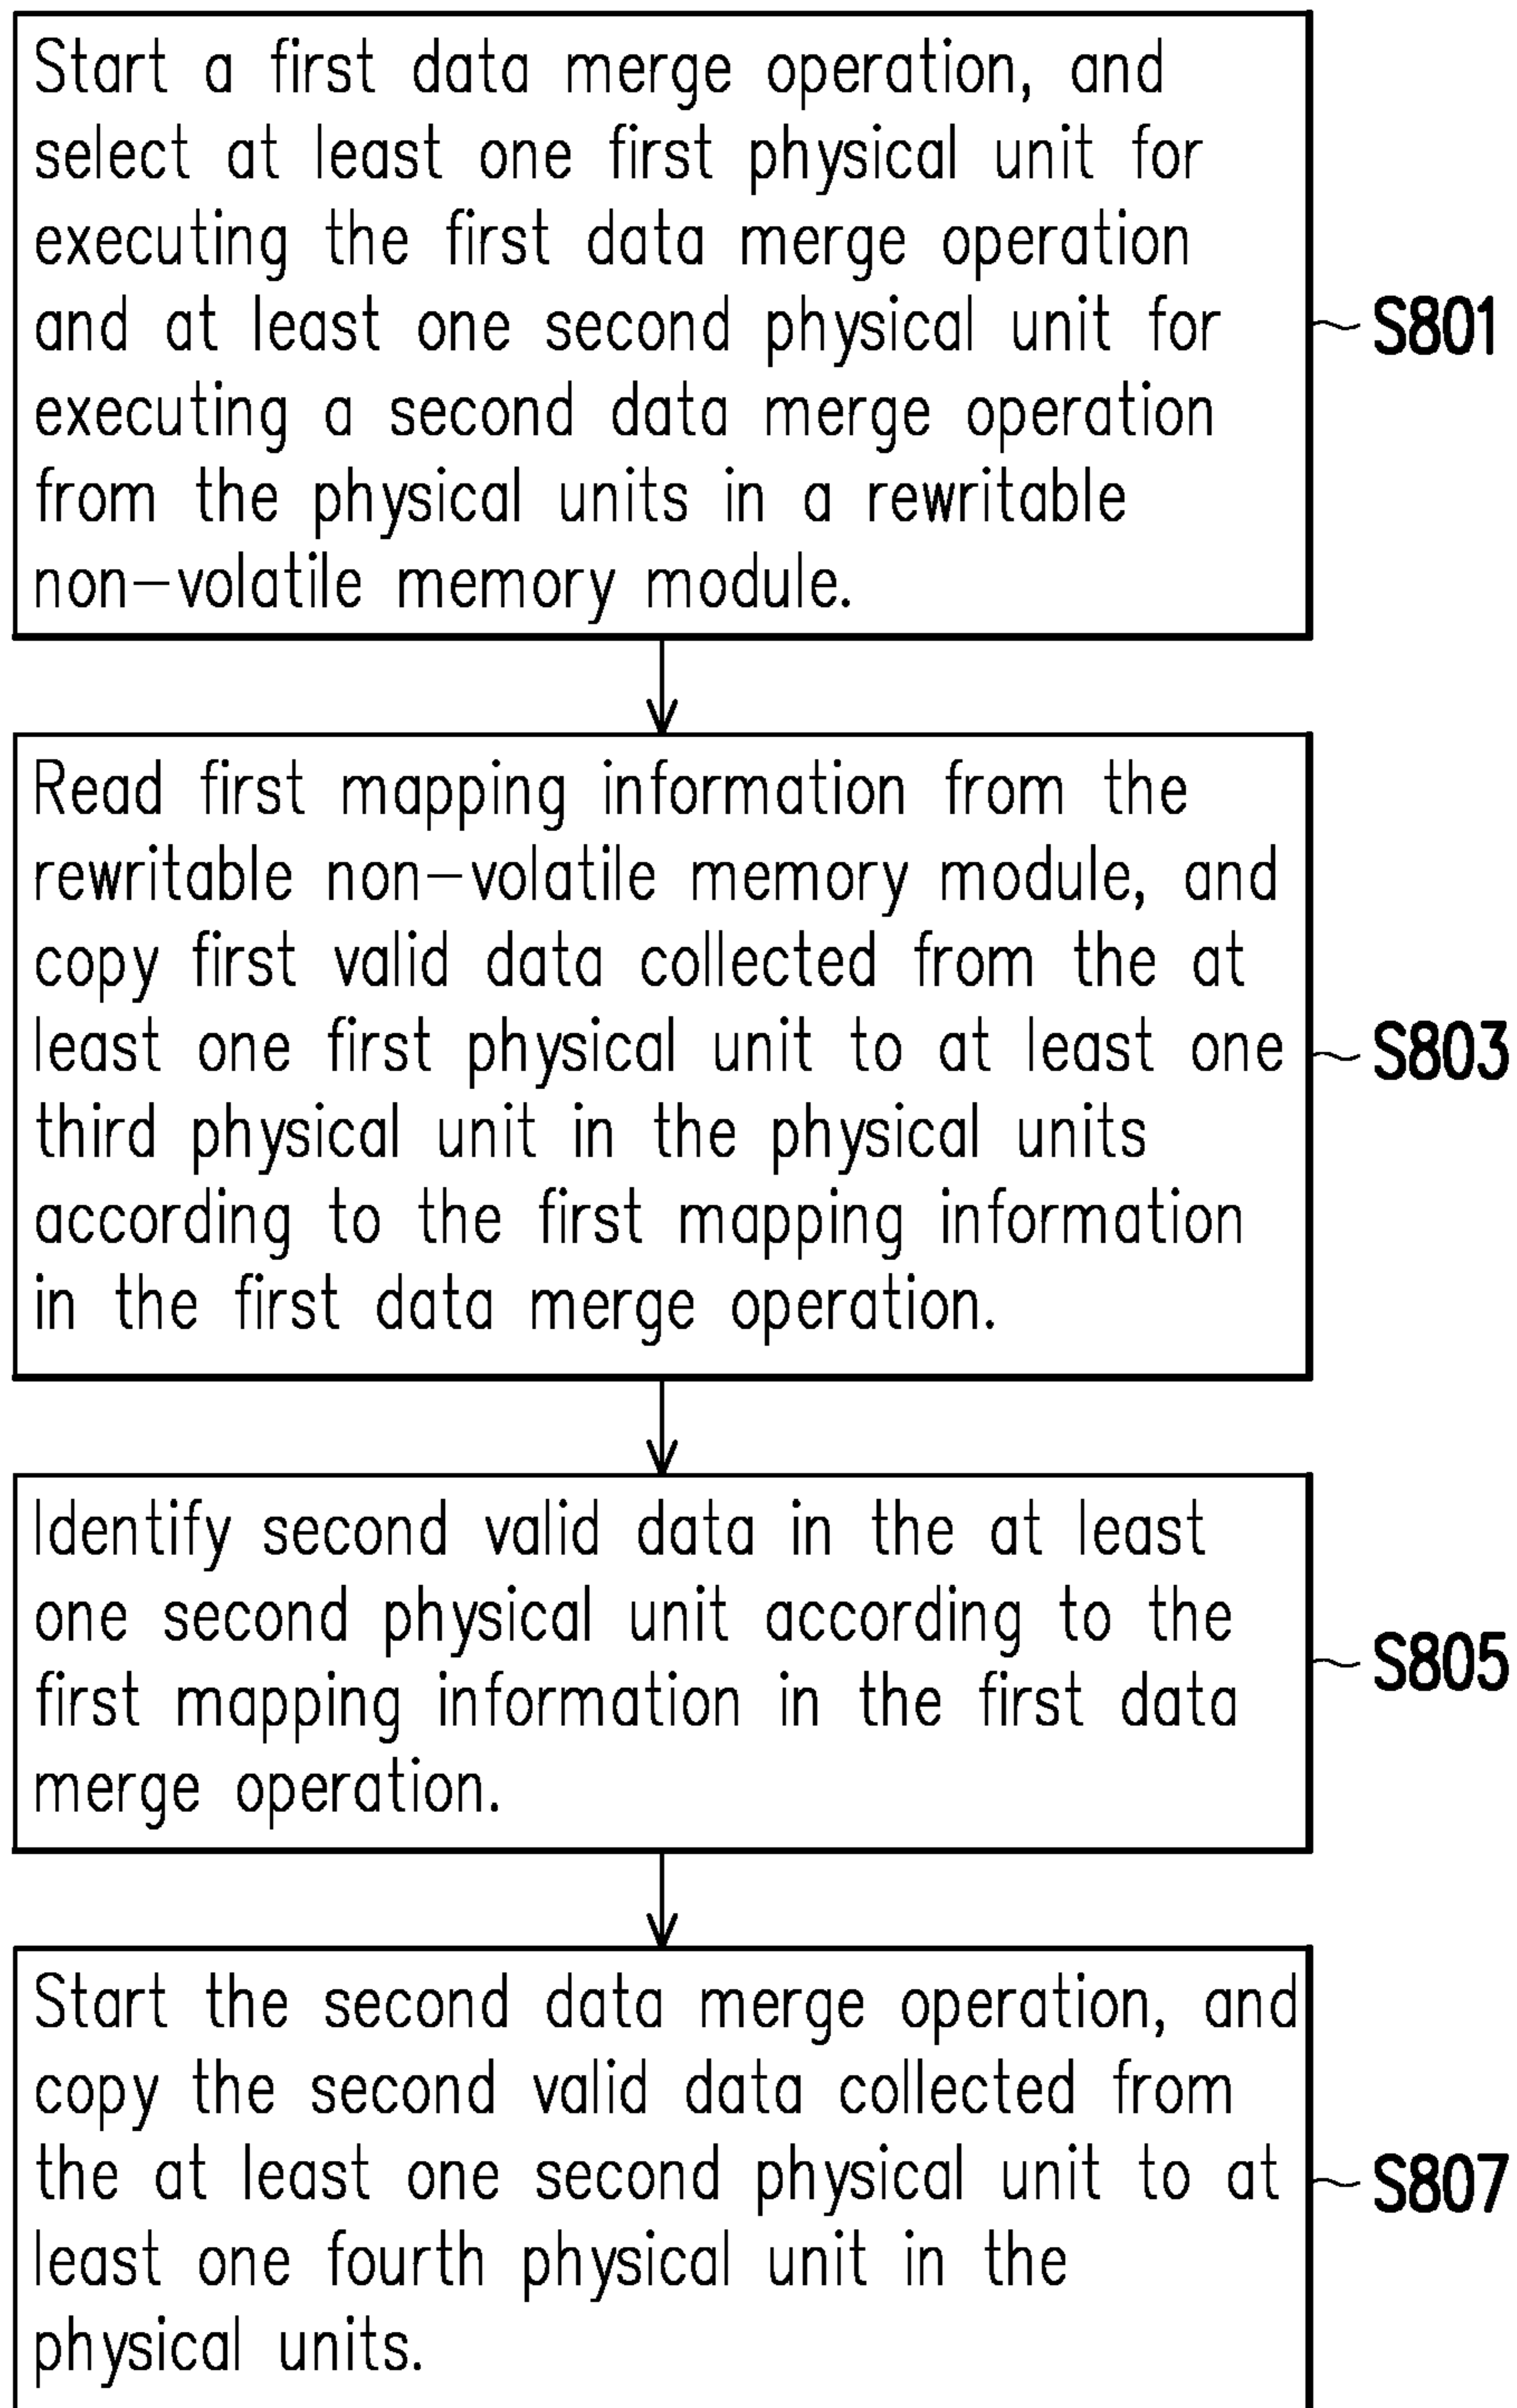 Start a first data merge operation, and
select at least one first physical unit for
executing the first data merge operation
and at least one second physical unit for
executing a second data merge operation
from the physical units in a rewritable
non-volatile memory module.
S801
Read first mapping information from the
rewritable non-volatile memory module, and
copy first valid data collected from the at
least one first physical unit to at least one
third physical unit in the physical units
according to the first mapping information
in the first data merge operation.
S803
Identify second valid data in the at least
one second physical unit according to the
first mapping information in the first data
merge operation.
S805
Start the second data merge operation, and
copy the second valid data collected from
the at least one second physical unit to at
least one fourth physical unit in the
physical units.
S807